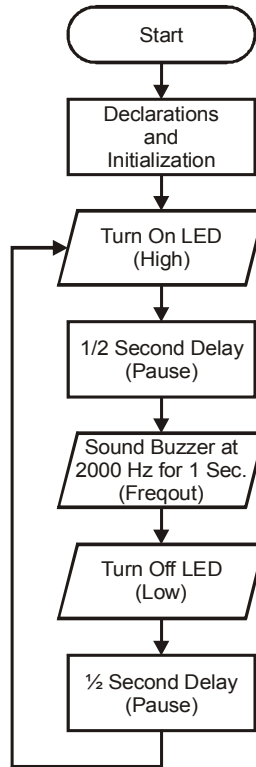 Start
Declarations
and
Initialization
Turn On LED
(High)
1/2 Second Delay
(Pause)
Sound Buzzer at
2000 Hz for 1 Sec.
(Freqout)
Turn Off LED
(Low)
½ Second Delay
(Pause)